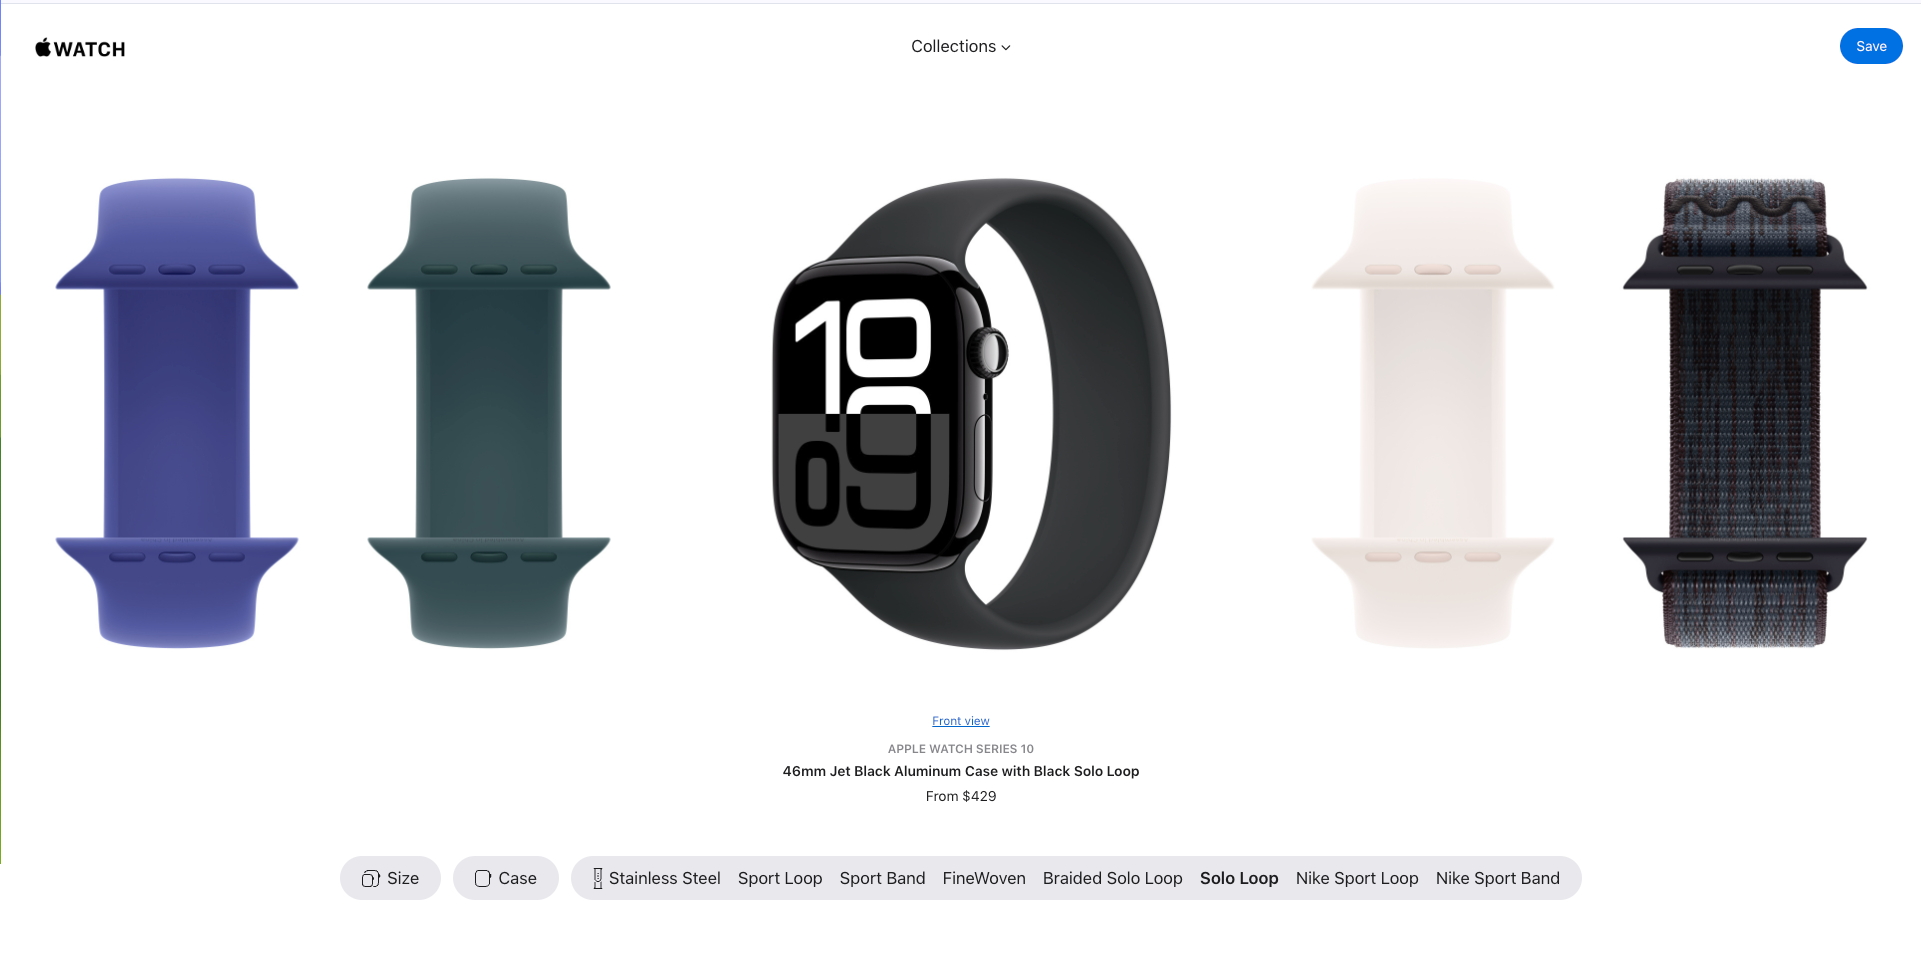 WATCH
Collections
Save
10
09
Front view
APPLE WATCH SERIES 10
46mm Jet Black Aluminum Case with Black Solo Loop
From $429
Size
Case
Stainless Steel Sport Loop Sport Band FineWoven Braided Solo Loop Solo Loop Nike Sport Loop Nike Sport Band